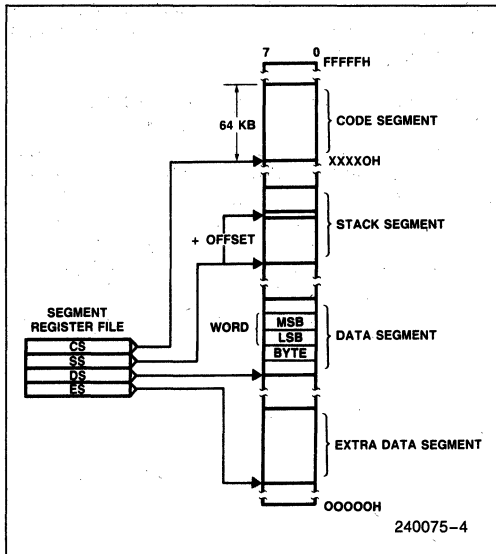 7 0
FFFFFH
64 KB
CODE SEGMENT
XXXX0H
STACK SEGMENT
+ OFFSET
SEGMENT
REGISTER FILE
CS
SS
DS
ES
WORD
MSB
LSB
BYTE
DATA SEGMENT
EXTRA DATA SEGMENT
00000H
240075-4